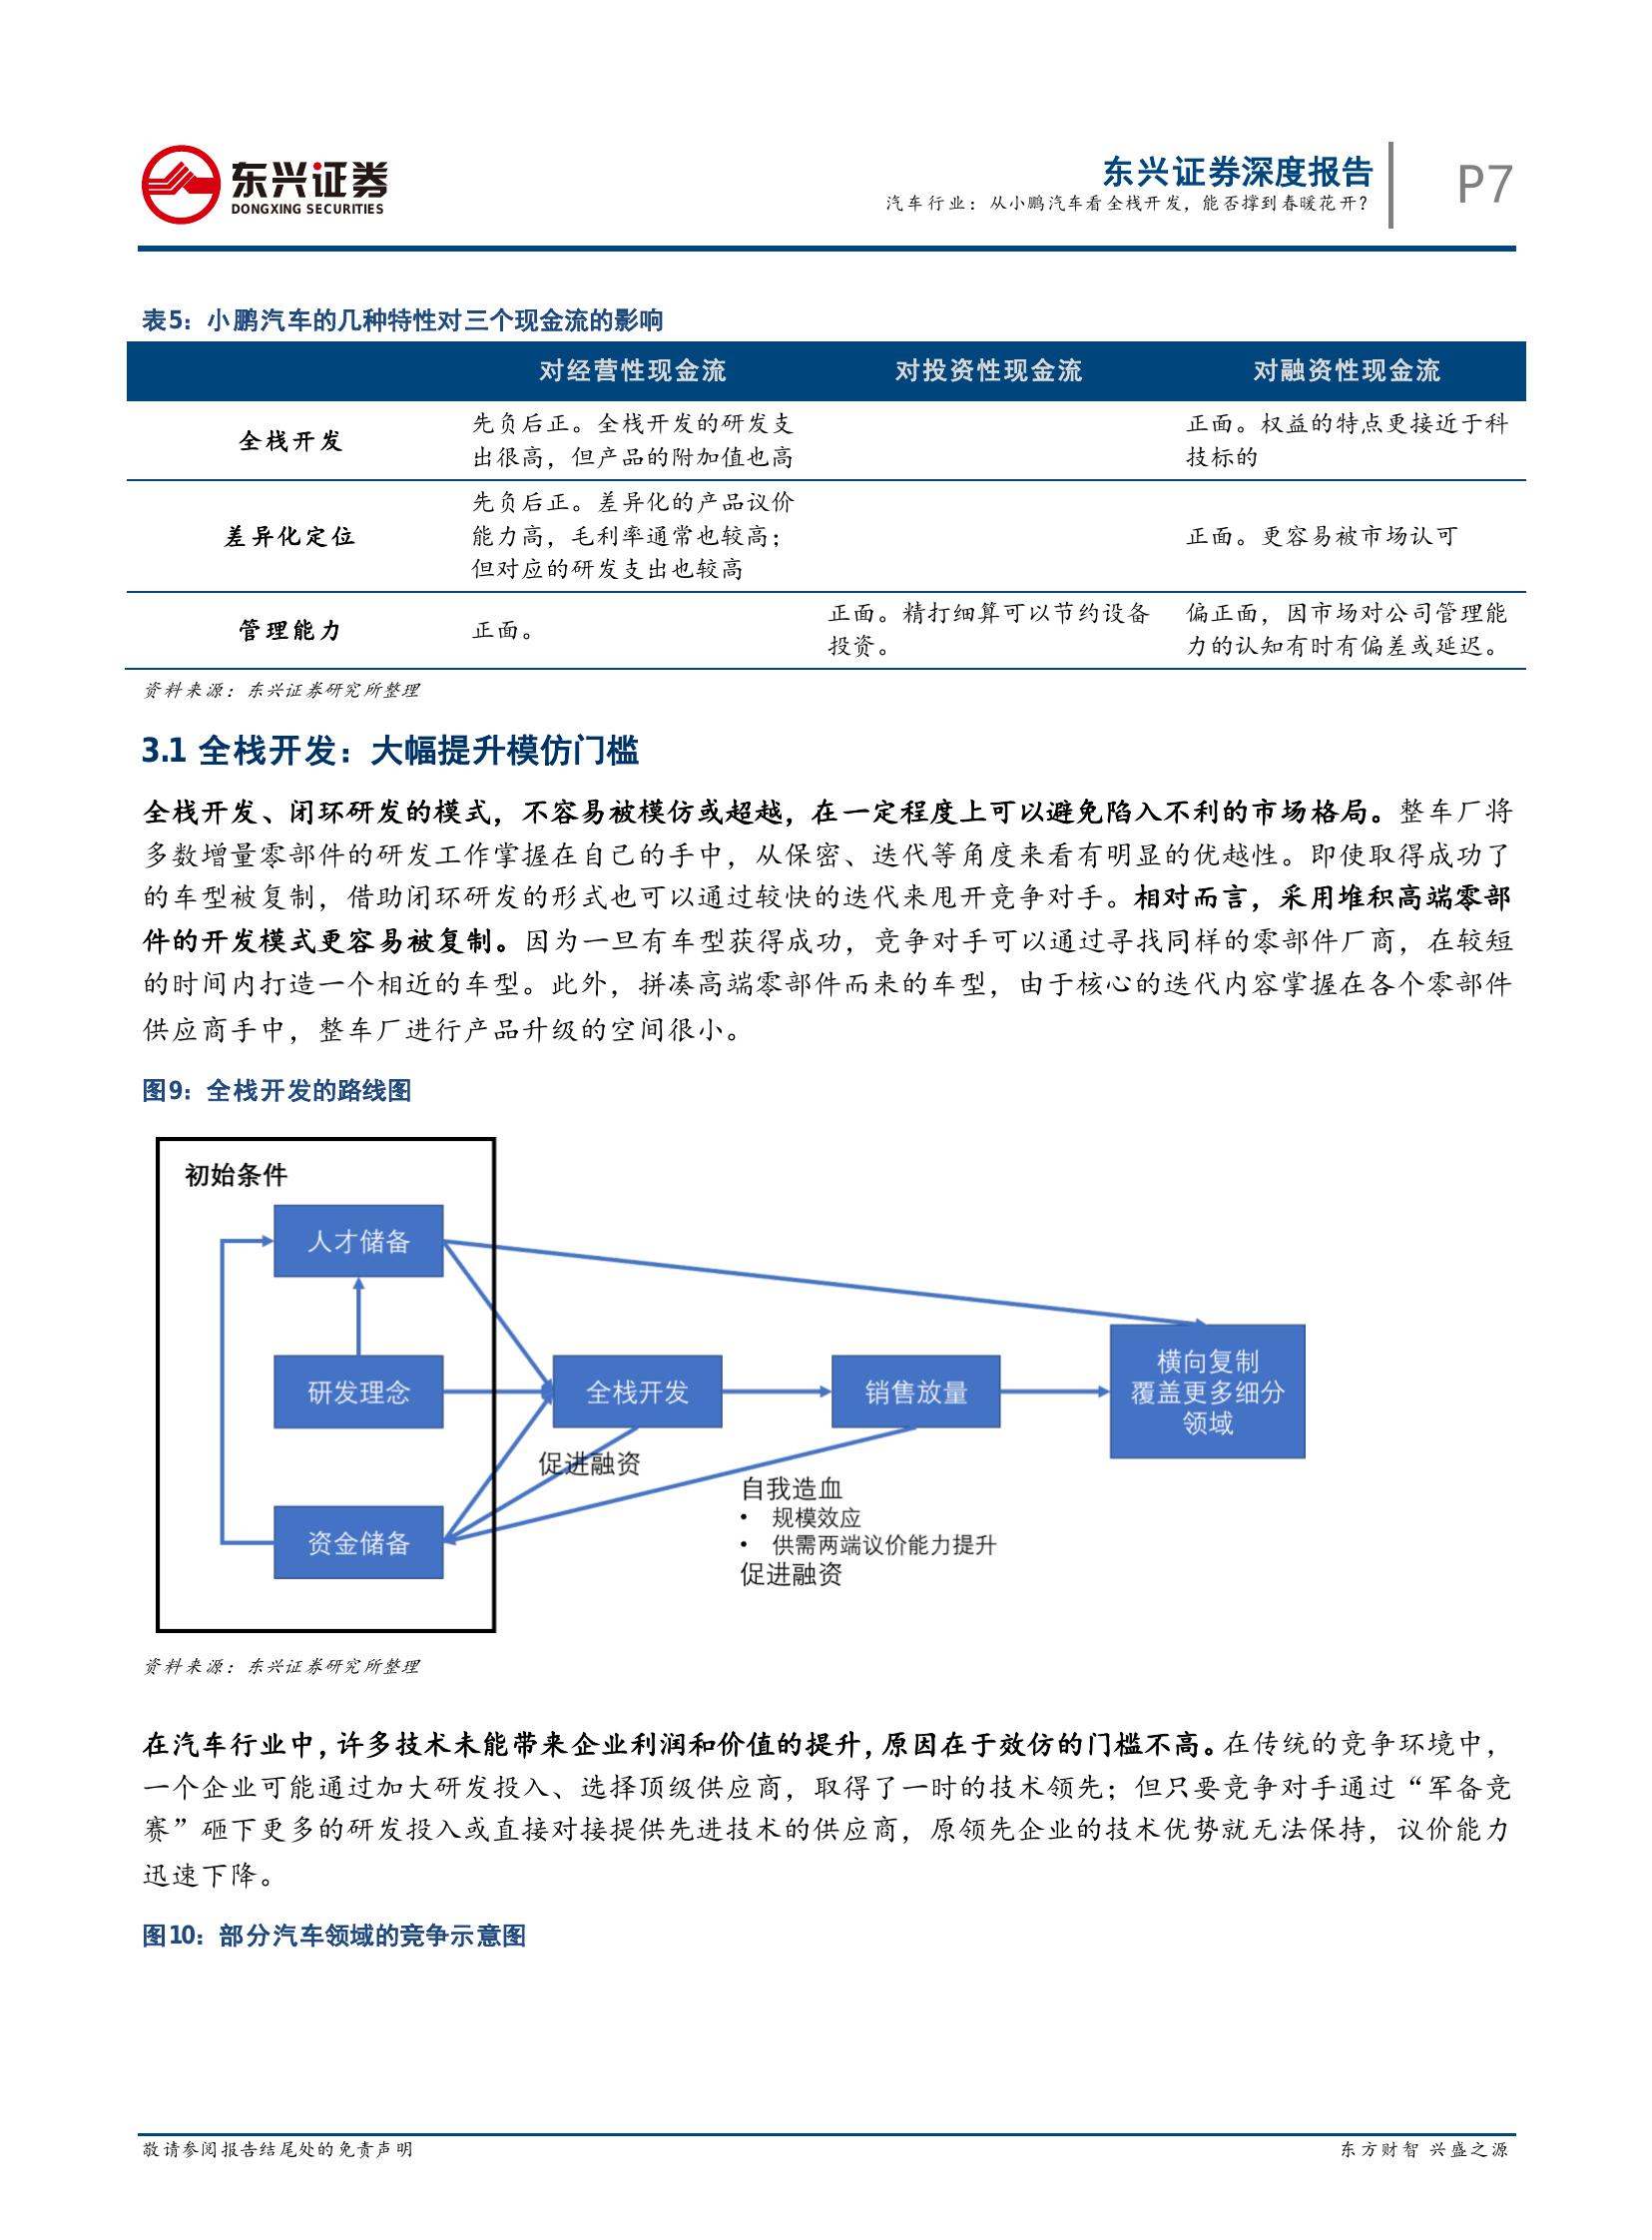 东兴证券
DONGXING SECURITIES
东兴证券深度报告
汽车行业：从小鹏汽车看全栈开发，能否撑到春暖花开？
P7
表5：小鹏汽车的几种特性对三个现金流的影响
对经营性现金流 对投资性现金流 对融资性现金流
全栈开发
先负后正。全栈开发的研发支
出很高，但产品的附加值也高
正面。权益的特点更接近于科
技标的
差异化定位
先负后正。差异化的产品议价
能力高，毛利率通常也较高；
但对应的研发支出也较高
正面。更容易被市场认可
管理能力
正面。
正面。精打细算可以节约设备
投资。
偏正面，因市场对公司管理能
力的认知有时有偏差或延迟。
资料来源：东兴证券研究所整理
3.1 全栈开发：大幅提升模仿门槛
全栈开发、闭环研发的模式，不容易被模仿或超越，在一定程度上可以避免陷入不利的市场格局。整车厂将
多数增量零部件的研发工作掌握在自己的手中，从保密、迭代等角度来看有明显的优越性。即使取得成功了
的车型被复制，借助闭环研发的形式也可以通过较快的迭代来甩开竞争对手。相对而言，采用堆积高端零部
件的开发模式更容易被复制。因为一旦有车型获得成功，竞争对手可以通过寻找同样的零部件厂商，在较短
的时间内打造一个相近的车型。此外，拼凑高端零部件而来的车型，由于核心的迭代内容掌握在各个零部件
供应商手中，整车厂进行产品升级的空间很小。
图9：全栈开发的路线图
初始条件
人才储备
研发理念
资金储备
全栈开发
促进融资
销售放量
自我造血
• 规模效应
• 供需两端议价能力提升
促进融资
横向复制
覆盖更多细分
领域
资料来源：东兴证券研究所整理
在汽车行业中，许多技术未能带来企业利润和价值的提升，原因在于效仿的门槛不高。在传统的竞争环境中，
一个企业可能通过加大研发投入、选择顶级供应商，取得了一时的技术领先；但只要竞争对手通过“军备竞
赛”砸下更多的研发投入或直接对接提供先进技术的供应商，原领先企业的技术优势就无法保持，议价能力
迅速下降。
图10：部分汽车领域的竞争示意图
敬请参阅报告结尾处的免责声明
东方财智 兴盛之源